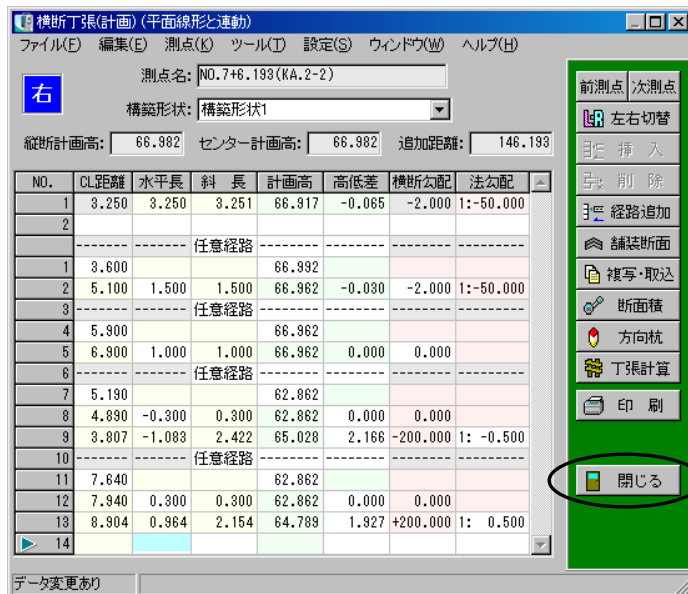 横断丁張(計画) (平面線形と連動)
ファイル(F) 編集(E) 測点(K) ツール(T) 設定(S) ウィンドウ(W) ヘルプ(H)
右
測点名: NO.7+6.193(KA.2-2)
構築形状: 構築形状1
縦断計画高: 66.982 センター計画高: 66.982 追加距離: 146.193
NO. CL距離 水平長 斜 長 計画高 高低差 横断勾配 法勾配
1 3.250 3.250 3.251 66.917 -0.065 -2.000 1:-50.000
2
------- ------ 任意経路 -------- -------- -------- ---------
1 3.600 66.992
2 5.100 1.500 1.500 66.962 -0.030 -2.000 1:-50.000
3 ------- ------ 任意経路 -------- -------- -------- ---------
4 5.900 66.962
5 6.900 1.000 1.000 66.962 0.000 0.000
6 ------- ------ 任意経路 -------- -------- -------- ---------
7 5.190 62.862
8 4.890 -0.300 0.300 62.862 0.000 0.000
9 3.807 -1.083 2.422 65.028 2.166 -200.000 1: -0.500
10 ------- ------ 任意経路 -------- -------- -------- ---------
11 7.640 62.862
12 7.940 0.300 0.300 62.862 0.000 0.000
13 8.904 0.964 2.154 64.789 1.927 +200.000 1: 0.500
14
前測点 次測点
L R 左右切替
挿 入
削 除
経路追加
舗装断面
複写・取込
断面積
方向杭
丁張計算
印 刷
閉じる
データ変更あり